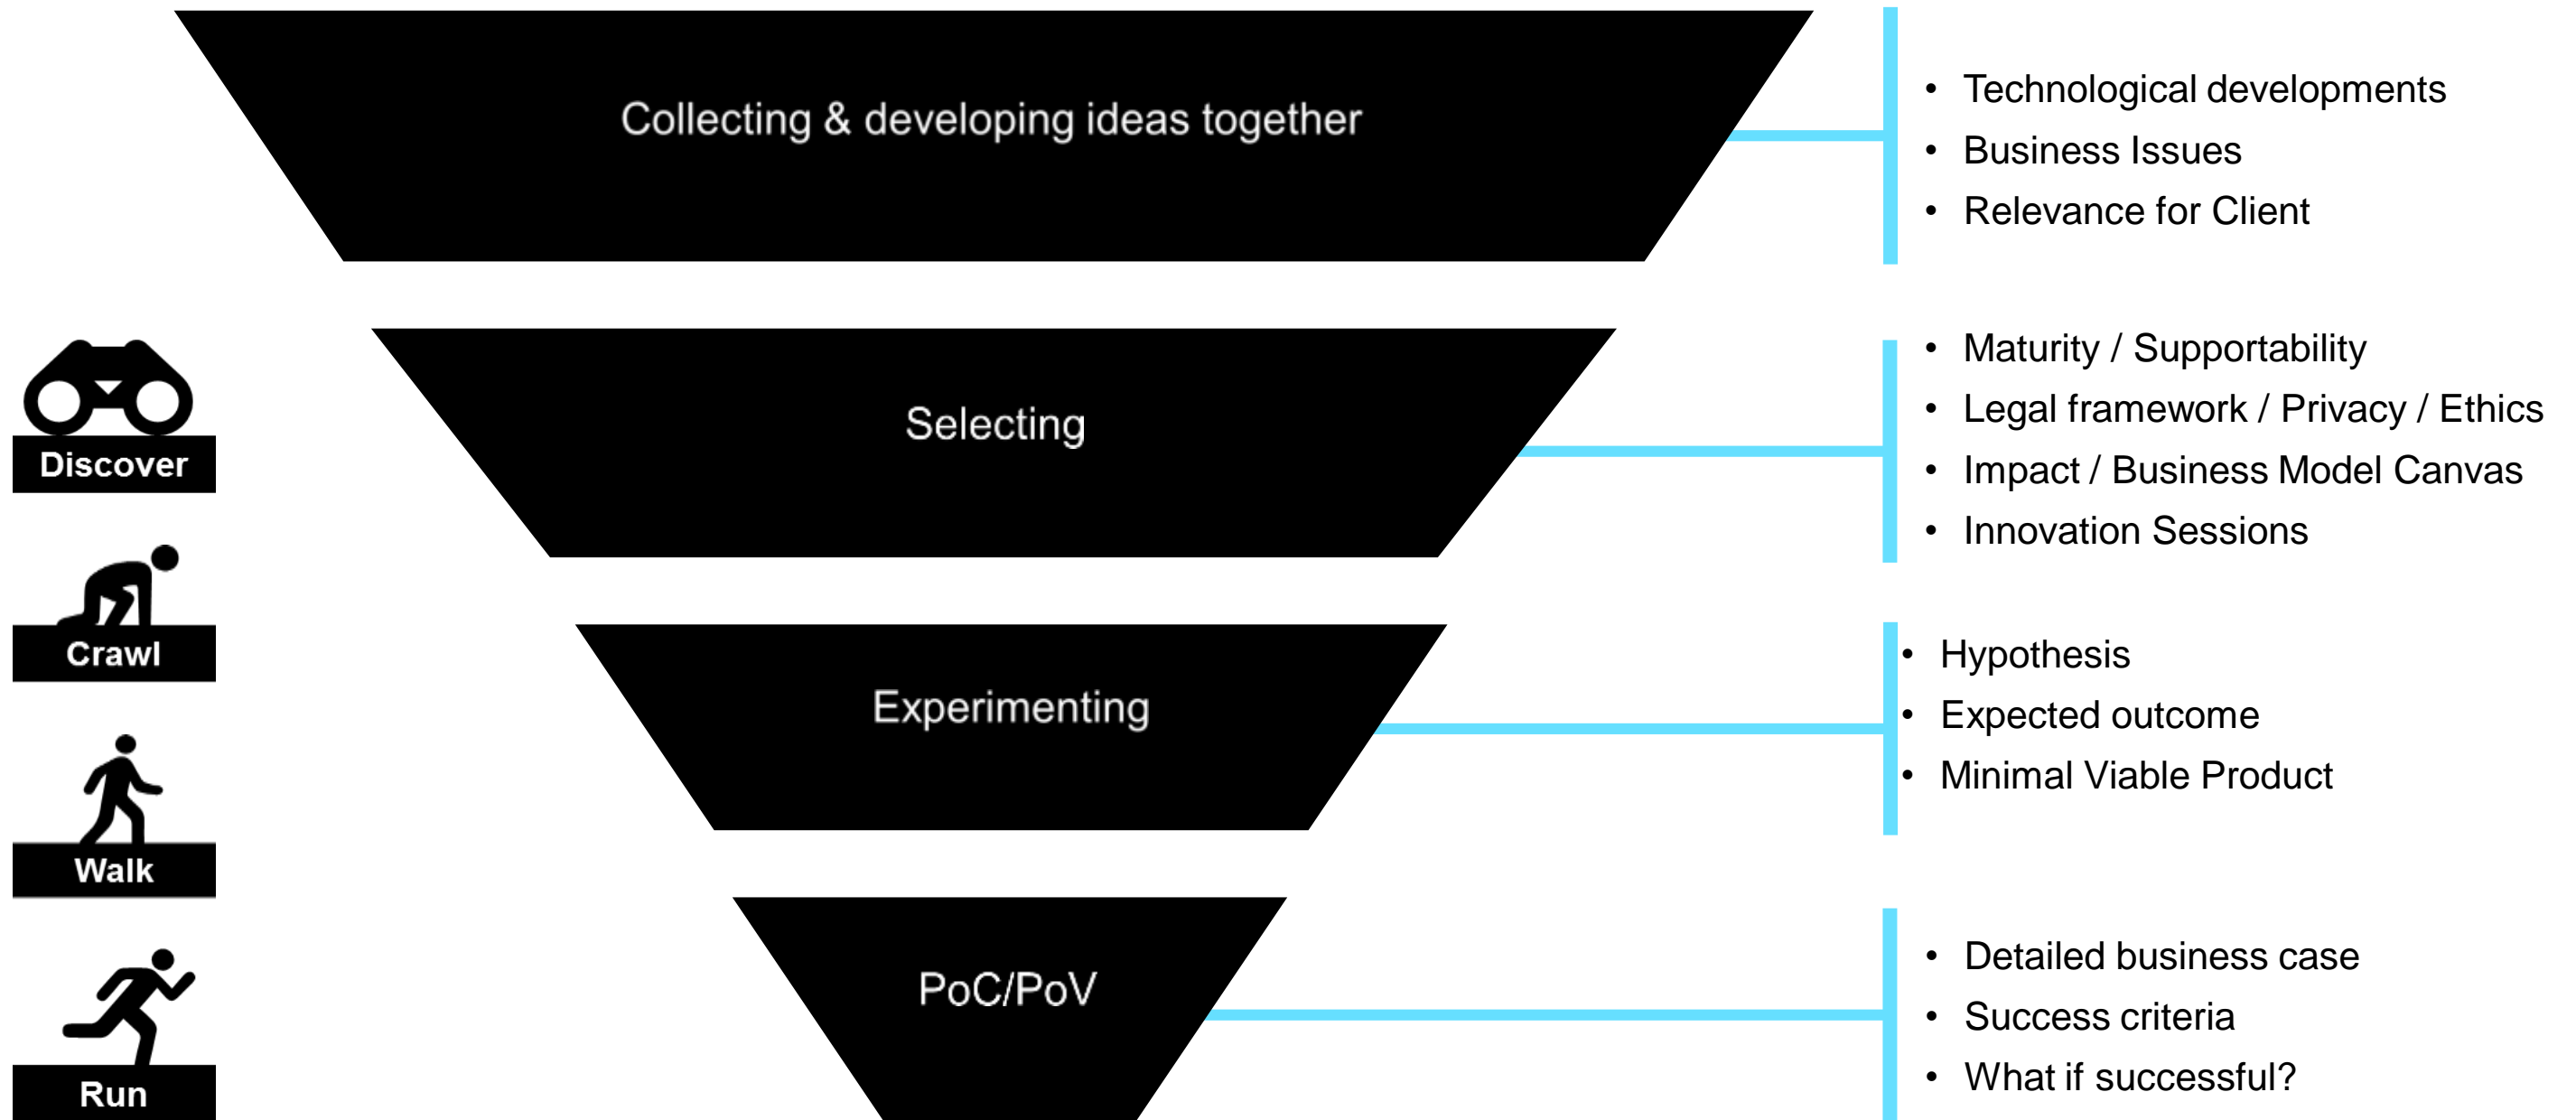 Collecting & developing ideas together
• Technological developments
• Business Issues
• Relevance for Client
Discover
Selecting
• Maturity / Supportability
• Legal framework / Privacy / Ethics
• Impact / Business Model Canvas
• Innovation Sessions
Crawl
Experimenting
• Hypothesis
• Expected outcome
• Minimal Viable Product
Walk
PoC/PoV
• Detailed business case
• Success criteria
• What if successful?
Run